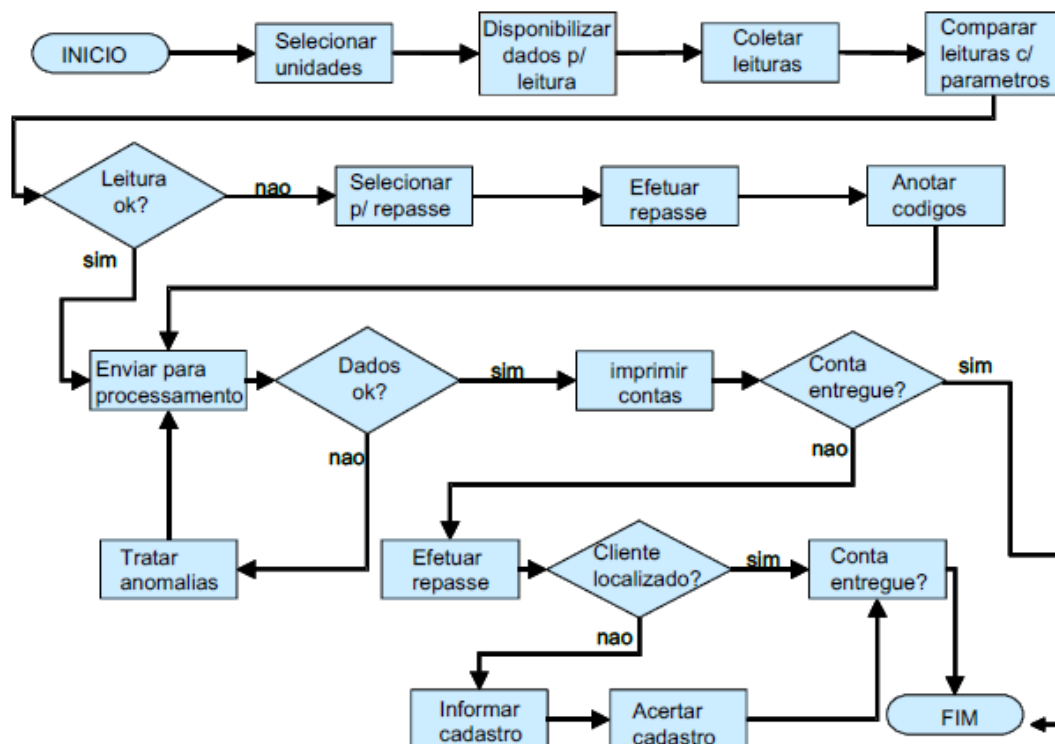 INICIO
Selecionar
unidades
Disponibilizar
dados p/
leitura
Coletar
leituras
Comparar
leituras c/
parametros
Leitura
ok?
nao
Selecionar
p/ repasse
Efetuar
repasse
Anotar
codigos
sim
Enviar para
processamento
Dados
ok?
sim
imprimir
contas
Conta
entregue?
sim
nao
nao
Tratar
anomalias
Efetuar
repasse
Cliente
localizado?
sim
Conta
entregue?
nao
Informar
cadastro
Acertar
cadastro
FIM